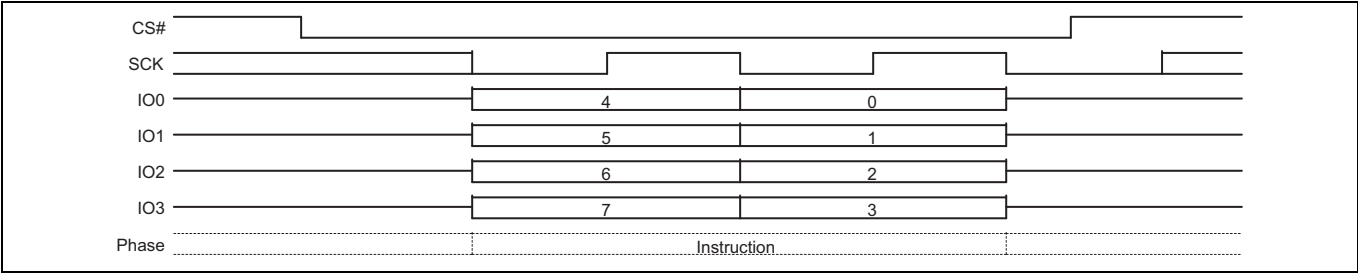 CS#
SCK
IO0 4 0
IO1 5 1
IO2 6 2
IO3 7 3
Phase Instruction